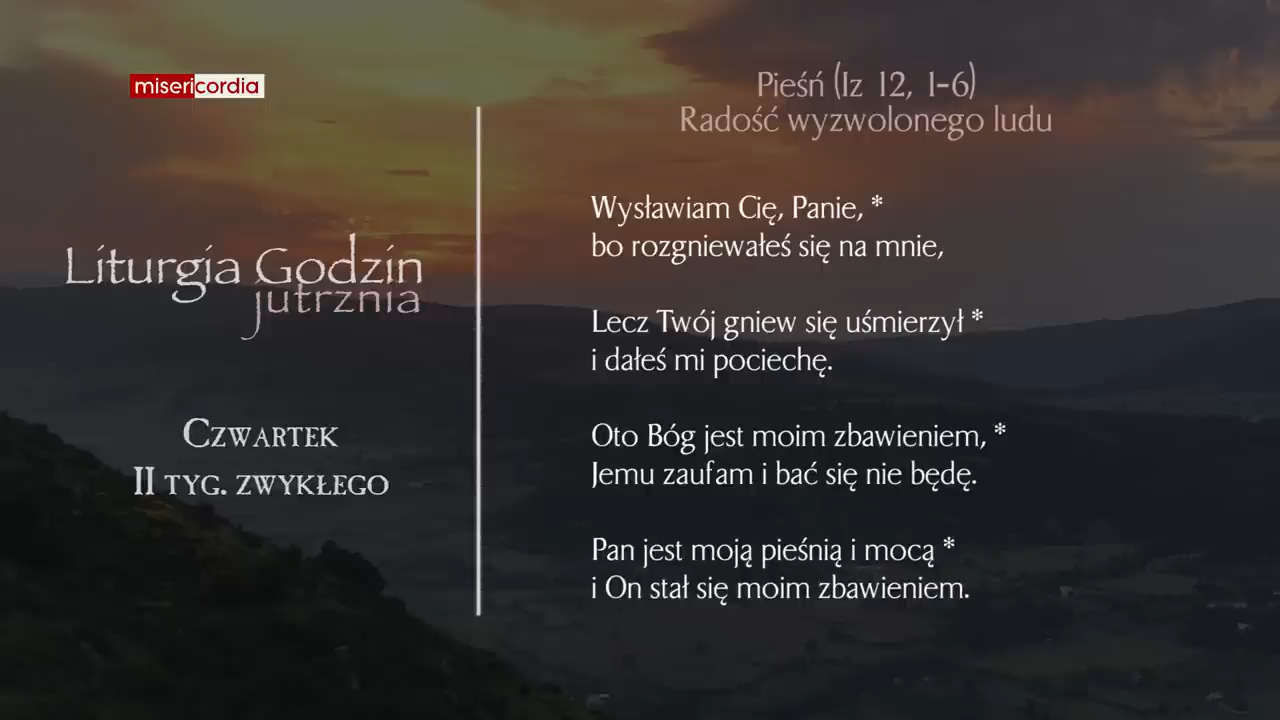 misericordia
Liturgia Godzin
jutrznia
Czwartek
II tyg. zwykłego
Pieśń (Iz 12, 1-6)
Radość wyzwolonego ludu
Wysławiam Cię, Panie, *
bo rozgniewałeś się na mnie,
Lecz Twój gniew się uśmierzył *
i dałeś mi pociechę.
Oto Bóg jest moim zbawieniem, *
Jemu zaufam i bać się nie będę.
Pan jest moją pieśnią i mocą *
i On stał się moim zbawieniem.